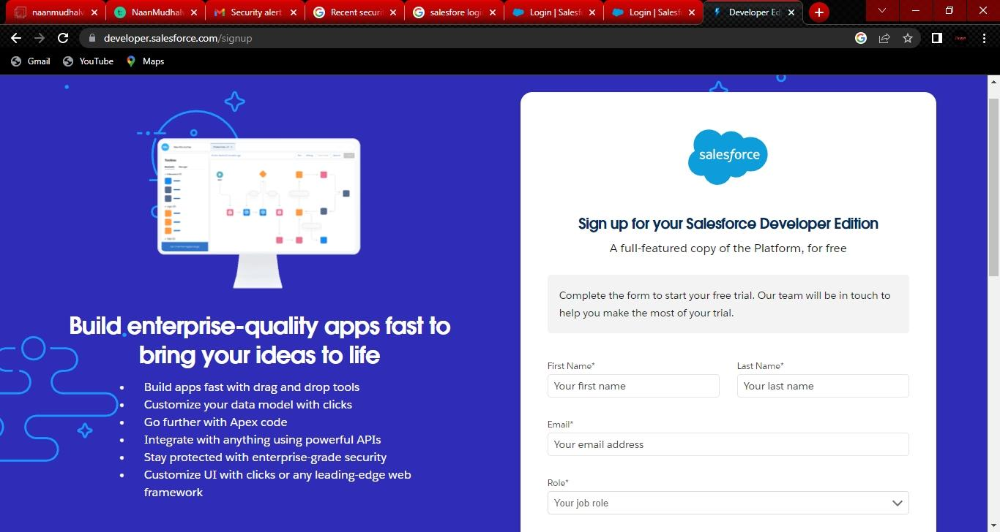 naanmudhalv
NaanMudhalv
Security alert
Recent securi
salesfore logi
Login | Salesf
Login | Salesf
Developer Ed
developer.salesforce.com/signup
Gmail
YouTube
Maps
salesforce
Sign up for your Salesforce Developer Edition
A full-featured copy of the Platform, for free
Complete the form to start your free trial. Our team will be in touch to
help you make the most of your trial.
First Name*
Last Name*
Your first name
Your last name
Email*
Your email address
Role*
Your job role
Build enterprise-quality apps fast to
bring your ideas to life
• Build apps fast with drag and drop tools
• Customize your data model with clicks
• Go further with Apex code
• Integrate with anything using powerful APIs
• Stay protected with enterprise-grade security
• Customize UI with clicks or any leading-edge web
framework